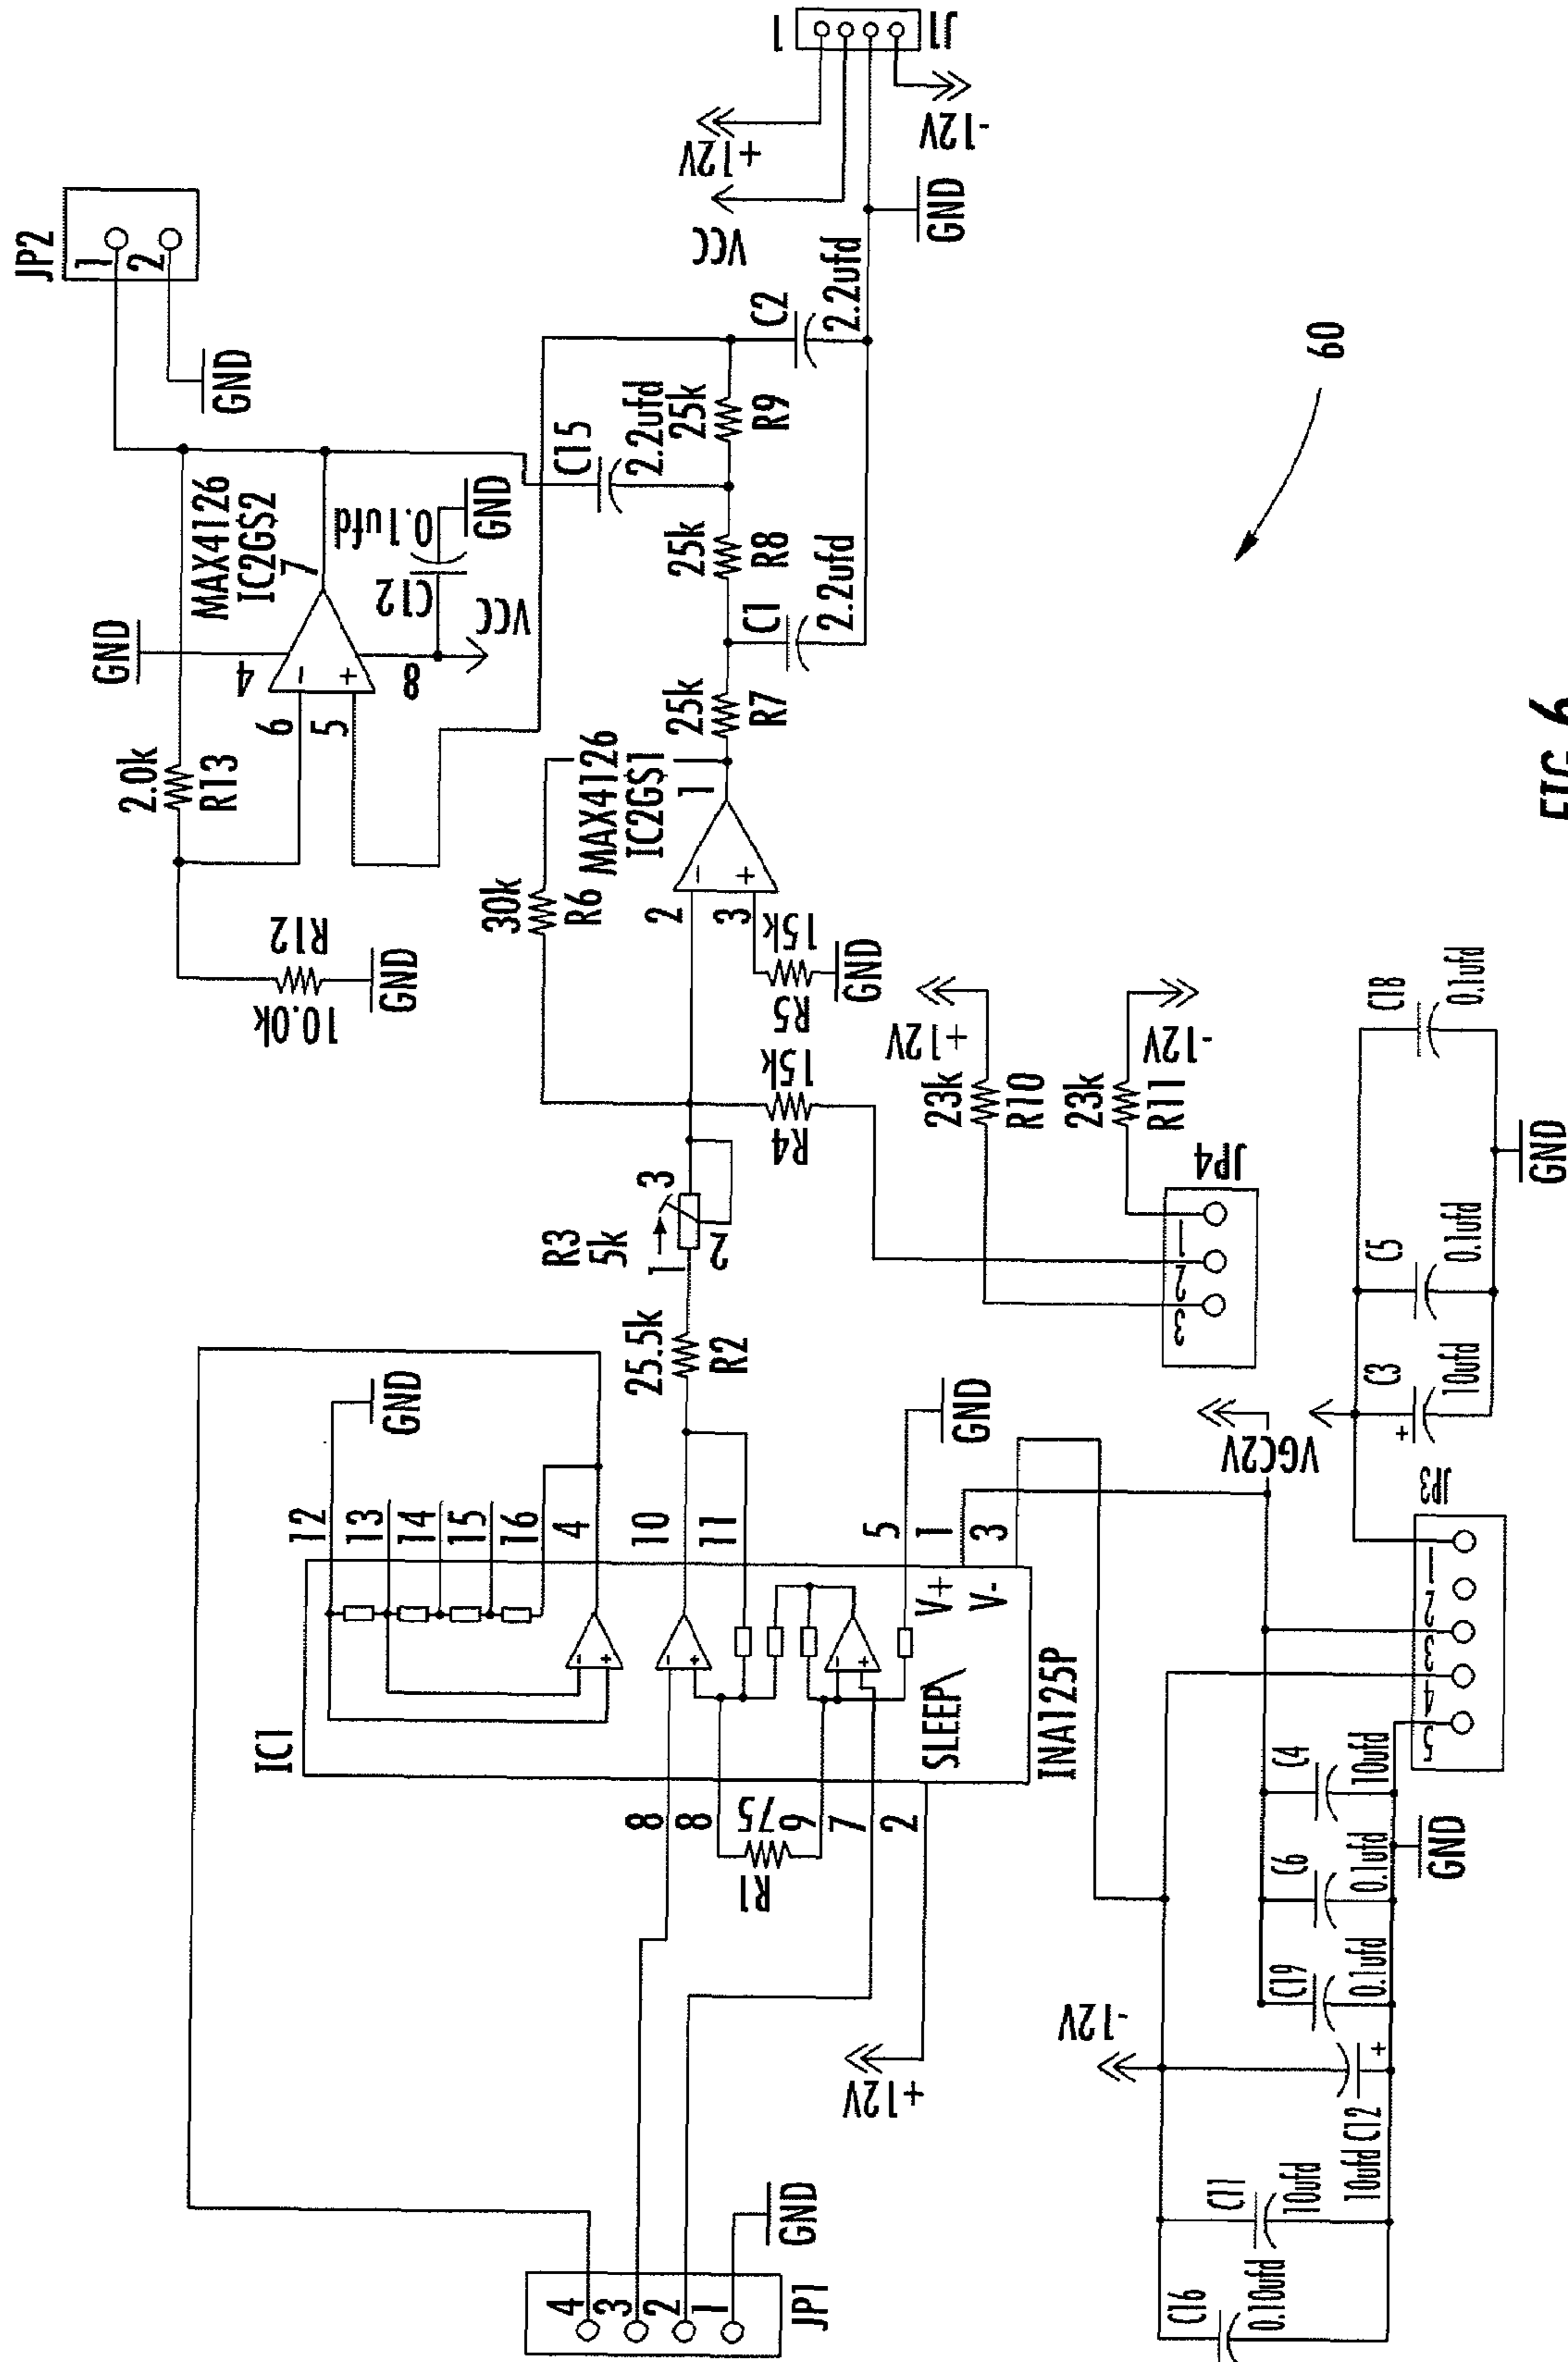 JP2
1
2
GND
2.0k
R13
GND
4
MAX4126
IC2GS2
7
6
5
8
C12
0.1ufd
GND
VCC
R12
10.0k
GND
30k
R6
MAX4126
IC2GS1
1
2
3
15k
R5
GND
25k
R7
C1
2.2ufd
25k
R8
C15
2.2ufd
25k
R9
C2
2.2ufd
GND
VCC
+12V
-12V
1
J1
R3
5k
1
3
2
R4
15k
25.5k
R2
+12V
23k
R10
-12V
23k
R11
JP4
1
2
3
IC1
12
13
14
15
16
4
GND
10
11
5
GND
1
3
V+
V-
SLEEP\
INA125P
8
8
R1
75
9
7
2
+12V
JP1
4
3
2
1
GND
VGC2V
-12V
C16
0.10ufd
C11
10ufd
C12
10ufd
+
C19
0.1ufd
C6
0.1ufd
GND
C4
10ufd
JP3
1
2
3
4
5
C3
10ufd
+
C5
0.1ufd
C18
0.1ufd
GND
60
FIG. 6